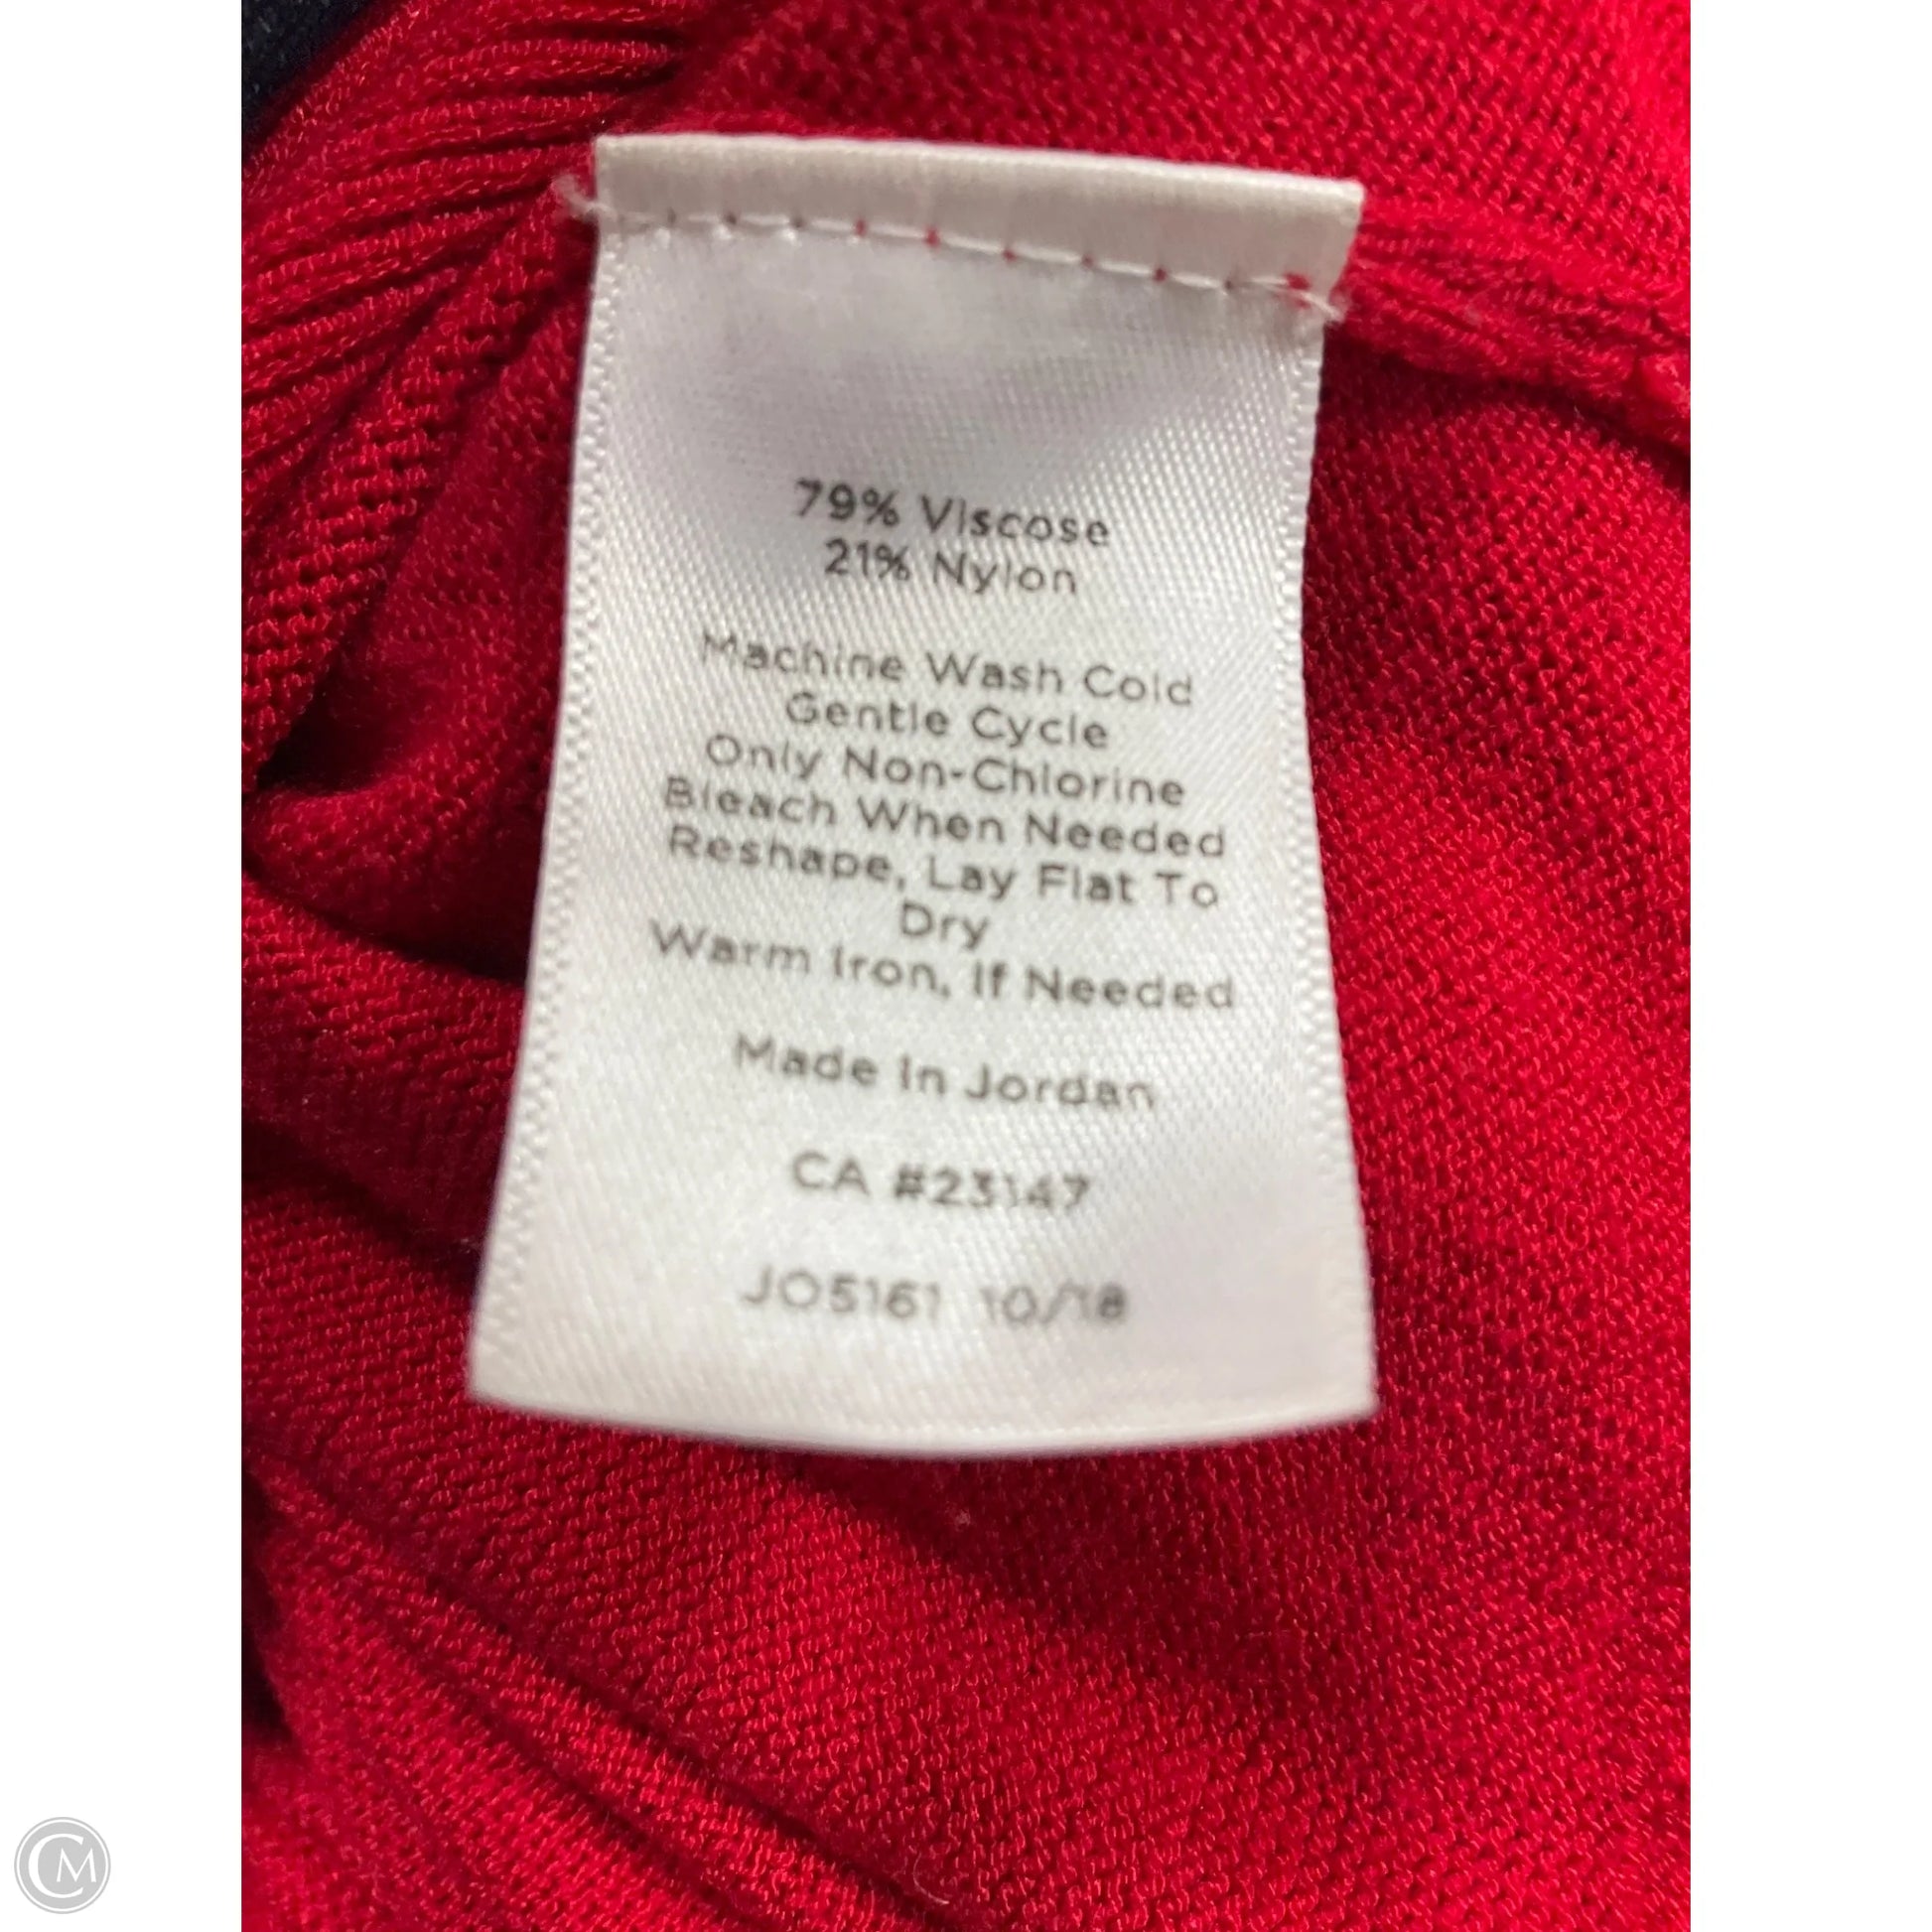 79% Viscose
21% Nylon
Machine Wash Cold
Gentle Cycle
Only Non-Chlorine
Bleach When Needed
Reshape, Lay Flat To
Dry
Warm Iron, If Needed
Made In Jordan
CA #23147
JO5161 10/18
CM